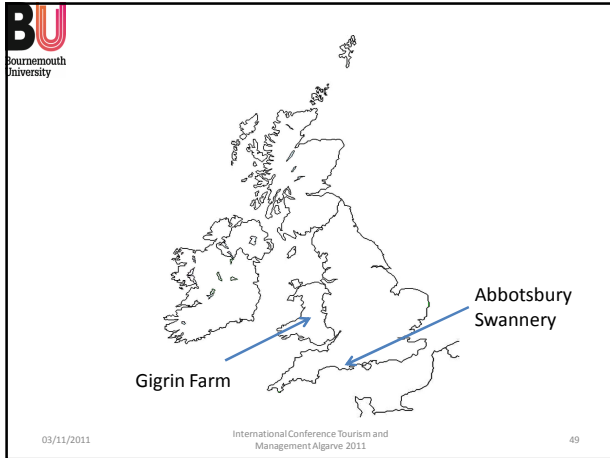 BU
Bournemouth
University
Abbotsbury
Swannery
Gigrin Farm
03/11/2011
International Conference Tourism and
Management Algarve 2011
49